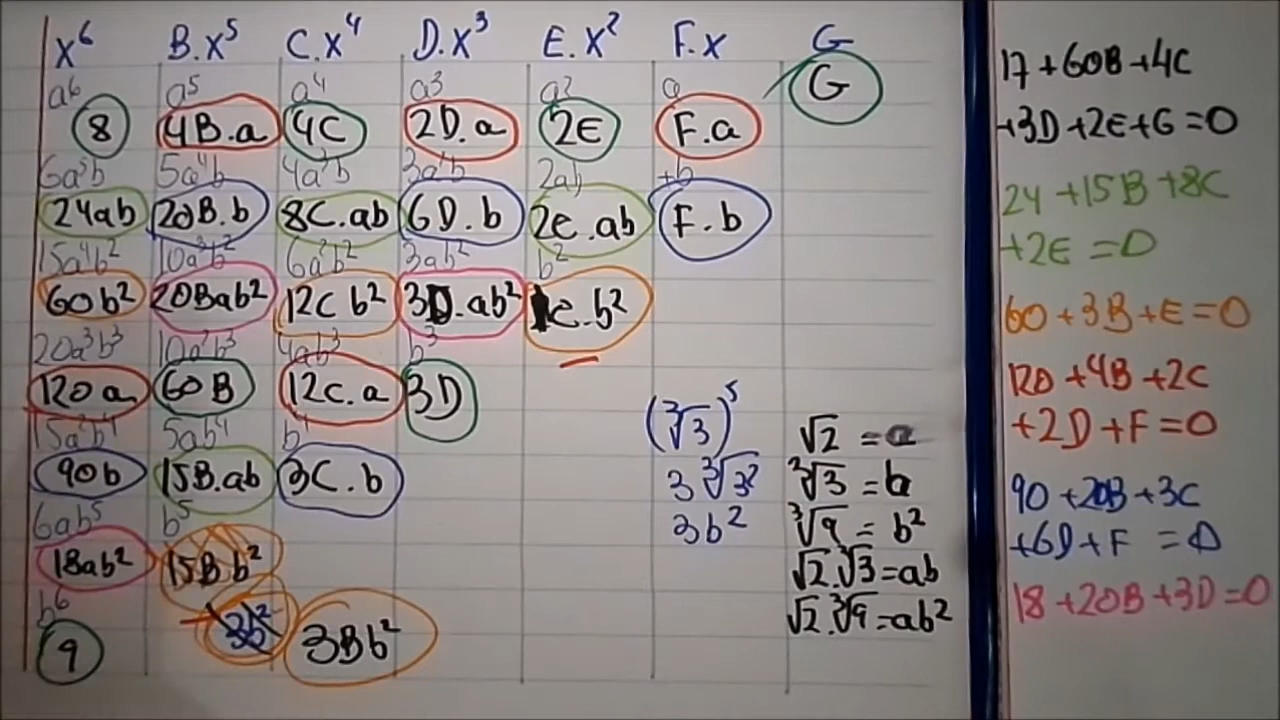 x⁶ B.x⁵ C.x⁴ D.x³ E.x² F.x G
a⁶ a⁵ a⁴ a³ a² a
8 4B.a 4C 2D.a 2E F.a G
6a⁵b 5a⁴b 4a³b 3a²b 2ab +b
24ab 20B.b 8C.ab 6D.b 2e.ab F.b
15a⁴b² 10a³b² 6a²b² 3ab² b²
60b² 20Bab² 12Cb² 3D.ab² e.b²
20a³b³ 10a²b³ 4ab³ b³
120a 60B 12C.a 3D
15a²b⁴ 5ab⁴ b⁴
90b 15B.ab 3C.b
6ab⁵ b⁵
18ab² 15Bb²
b⁶ 3b²
9 3Bb²
(∛3)⁵
3∛3²
3b²
√2 = a
∛3 = b
∛9 = b²
√2.∛3 = ab
√2.∛9 = ab²
17 + 60B + 4C
+3D + 2E + G = 0
24 + 15B + 8C
+2E = 0
60 + 3B + E = 0
120 + 4B + 2C
+2D + F = 0
90 + 20B + 3C
+6D + F = 0
18 + 20B + 3D = 0